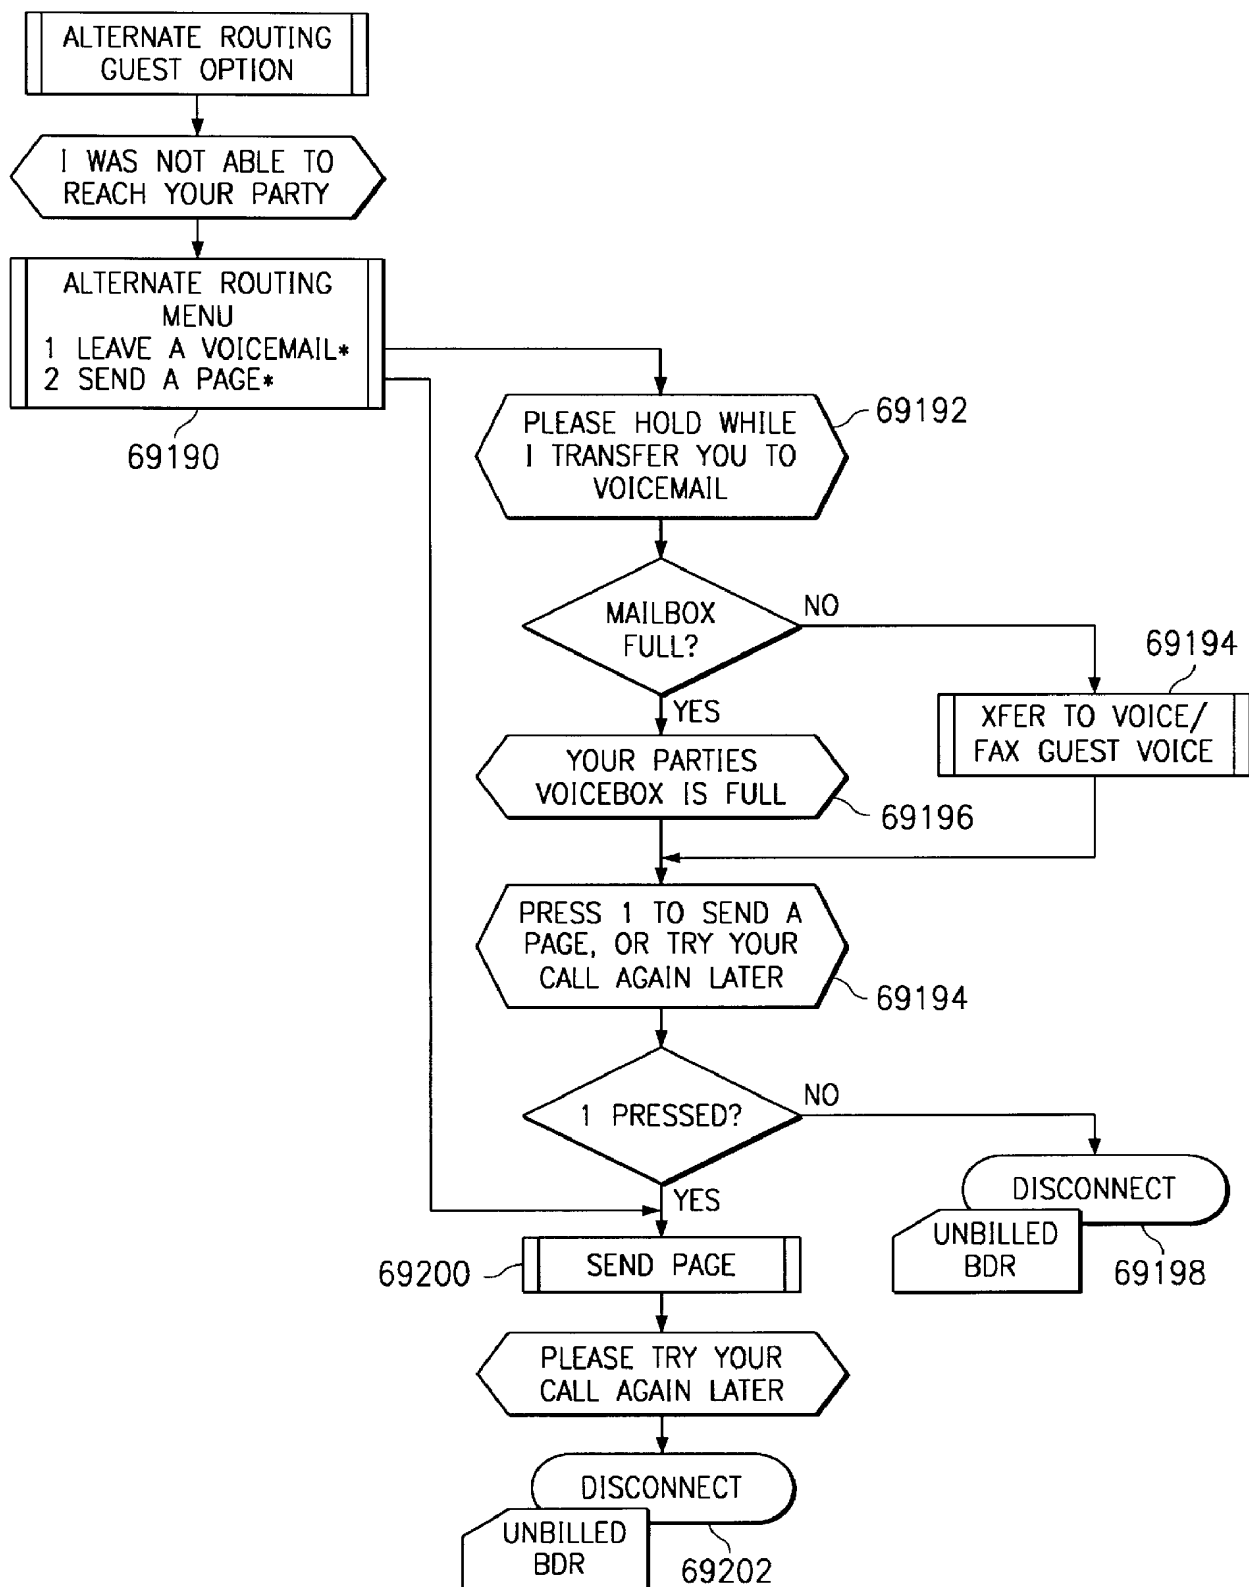 ALTERNATE ROUTING
GUEST OPTION
I WAS NOT ABLE TO
REACH YOUR PARTY
ALTERNATE ROUTING
MENU
1 LEAVE A VOICEMAIL*
2 SEND A PAGE*
69190
PLEASE HOLD WHILE
I TRANSFER YOU TO
VOICEMAIL
69192
MAILBOX
FULL?
NO
YES
69194
XFER TO VOICE/
FAX GUEST VOICE
YOUR PARTIES
VOICEBOX IS FULL
69196
PRESS 1 TO SEND A
PAGE, OR TRY YOUR
CALL AGAIN LATER
69194
1 PRESSED?
NO
YES
DISCONNECT
UNBILLED
BDR
69198
69200
SEND PAGE
PLEASE TRY YOUR
CALL AGAIN LATER
DISCONNECT
UNBILLED
BDR
69202